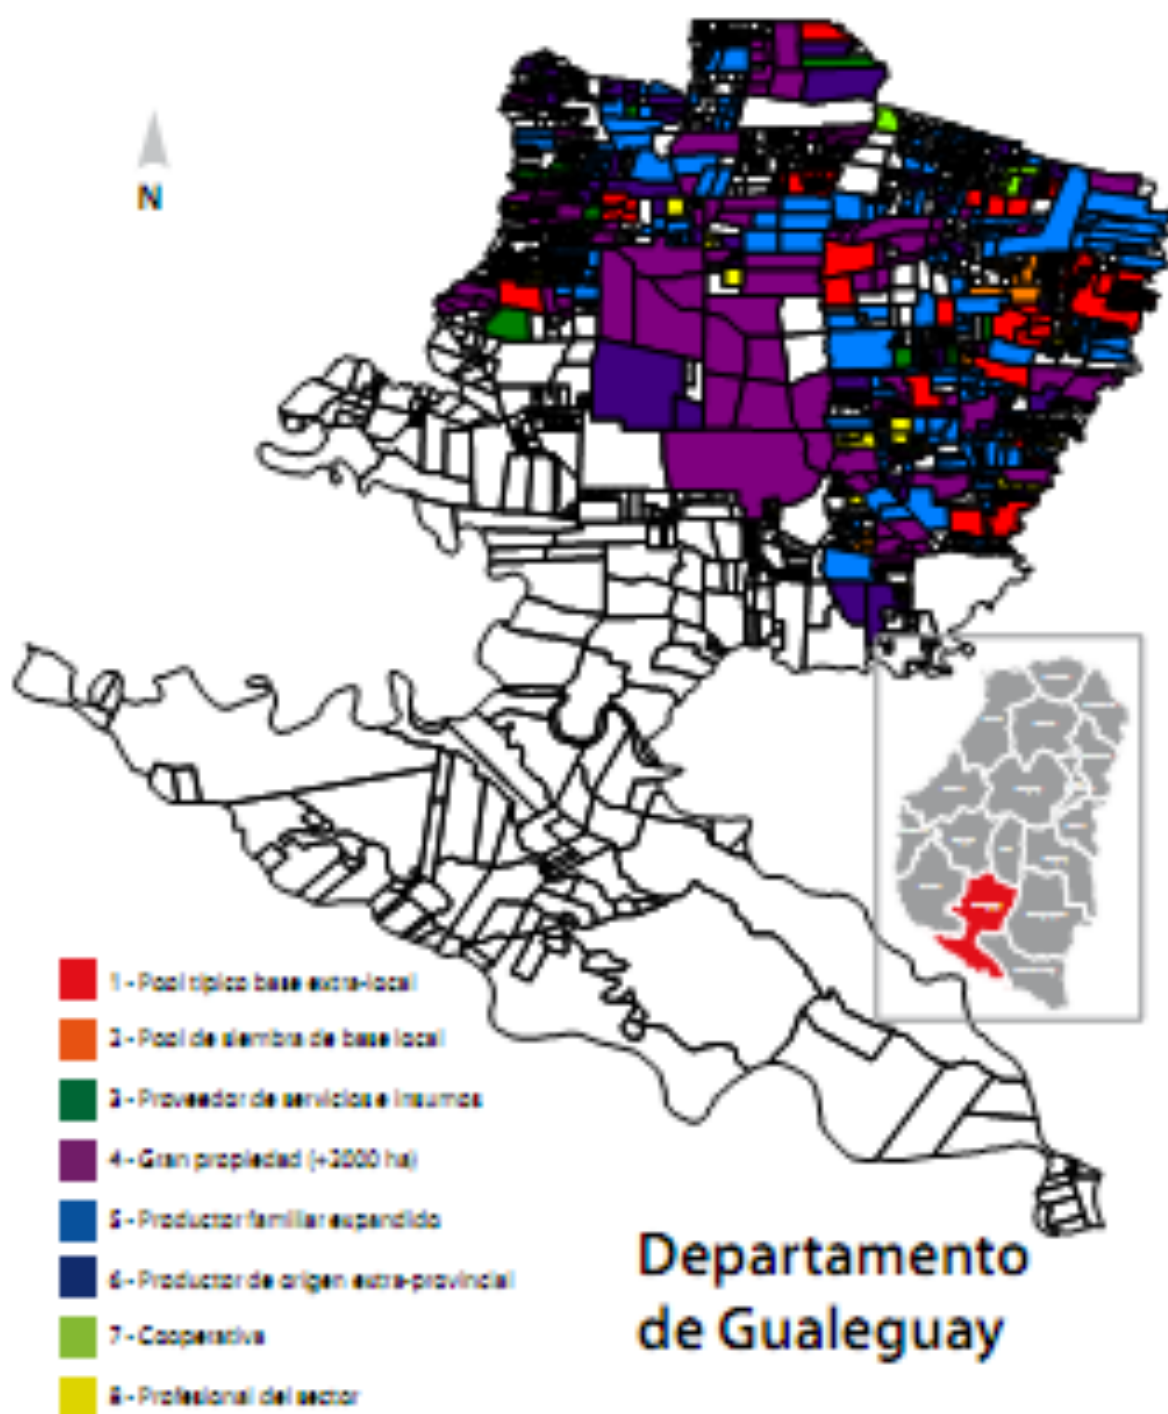 N
1 - Pool típico base extra-local
2 - Pool de siembra de base local
3 - Proveedor de servicios e insumos
4 - Gran propiedad (+2000 ha)
5 - Productor familiar expandido
6 - Productor de origen extra-provincial
7 - Cooperativa
8 - Profesional del sector
Departamento
de Gualeguay